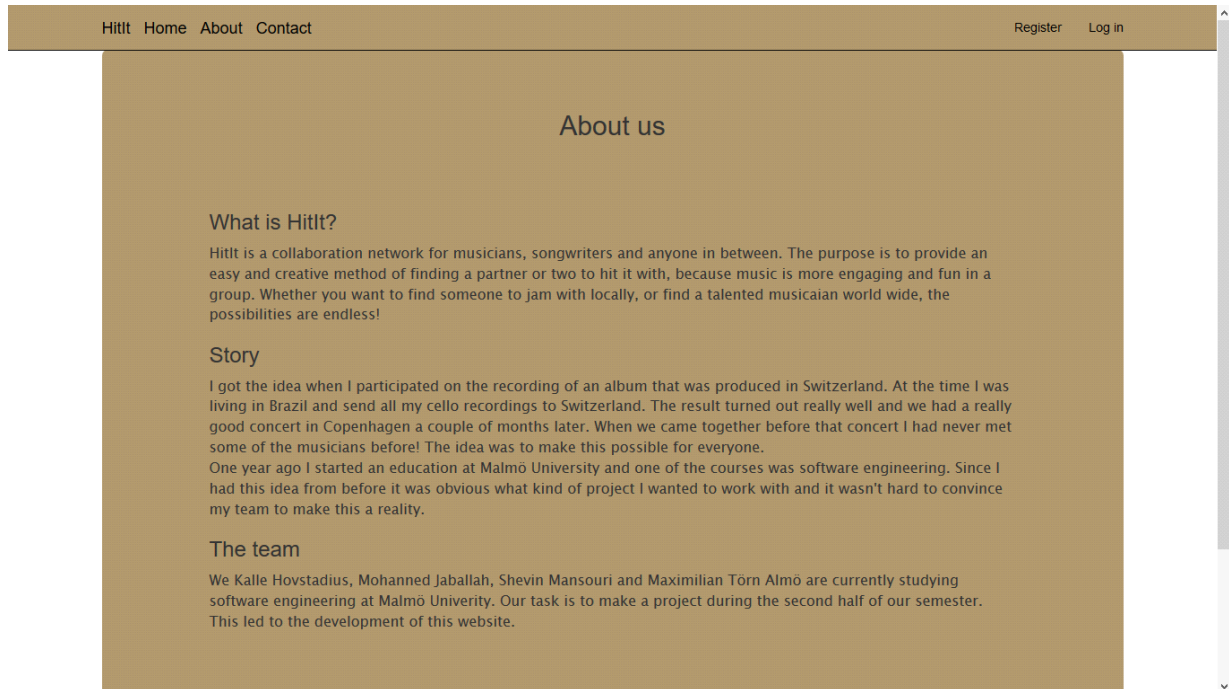 HitIt Home About Contact Register Log in
About us
What is HitIt?
HitIt is a collaboration network for musicians, songwriters and anyone in between. The purpose is to provide an
easy and creative method of finding a partner or two to hit it with, because music is more engaging and fun in a
group. Whether you want to find someone to jam with locally, or find a talented musicaian world wide, the
possibilities are endless!
Story
I got the idea when I participated on the recording of an album that was produced in Switzerland. At the time I was
living in Brazil and send all my cello recordings to Switzerland. The result turned out really well and we had a really
good concert in Copenhagen a couple of months later. When we came together before that concert I had never met
some of the musicians before! The idea was to make this possible for everyone.
One year ago I started an education at Malmö University and one of the courses was software engineering. Since I
had this idea from before it was obvious what kind of project I wanted to work with and it wasn't hard to convince
my team to make this a reality.
The team
We Kalle Hovstadius, Mohanned Jaballah, Shevin Mansouri and Maximilian Törn Almö are currently studying
software engineering at Malmö Univerity. Our task is to make a project during the second half of our semester.
This led to the development of this website.